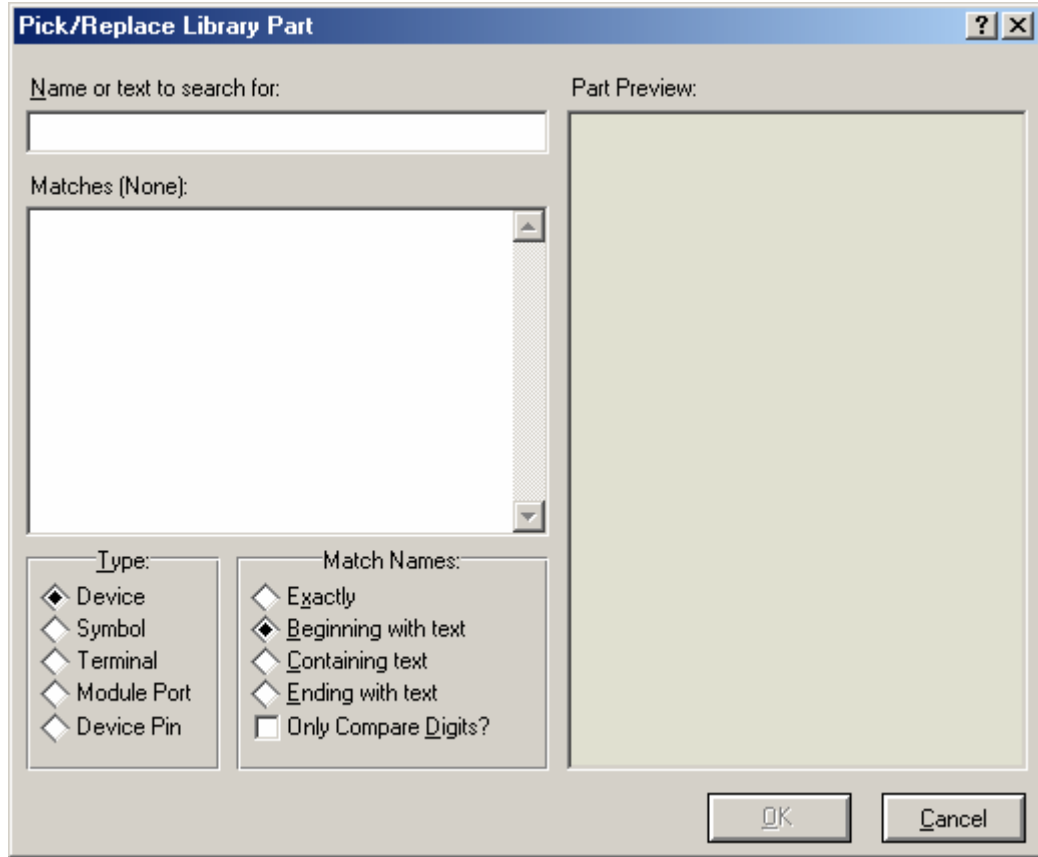 Pick/Replace Library Part
Name or text to search for:
Part Preview:
Matches (None):
Type:
Device
Symbol
Terminal
Module Port
Device Pin
Match Names:
Exactly
Beginning with text
Containing text
Ending with text
Only Compare Digits?
OK
Cancel